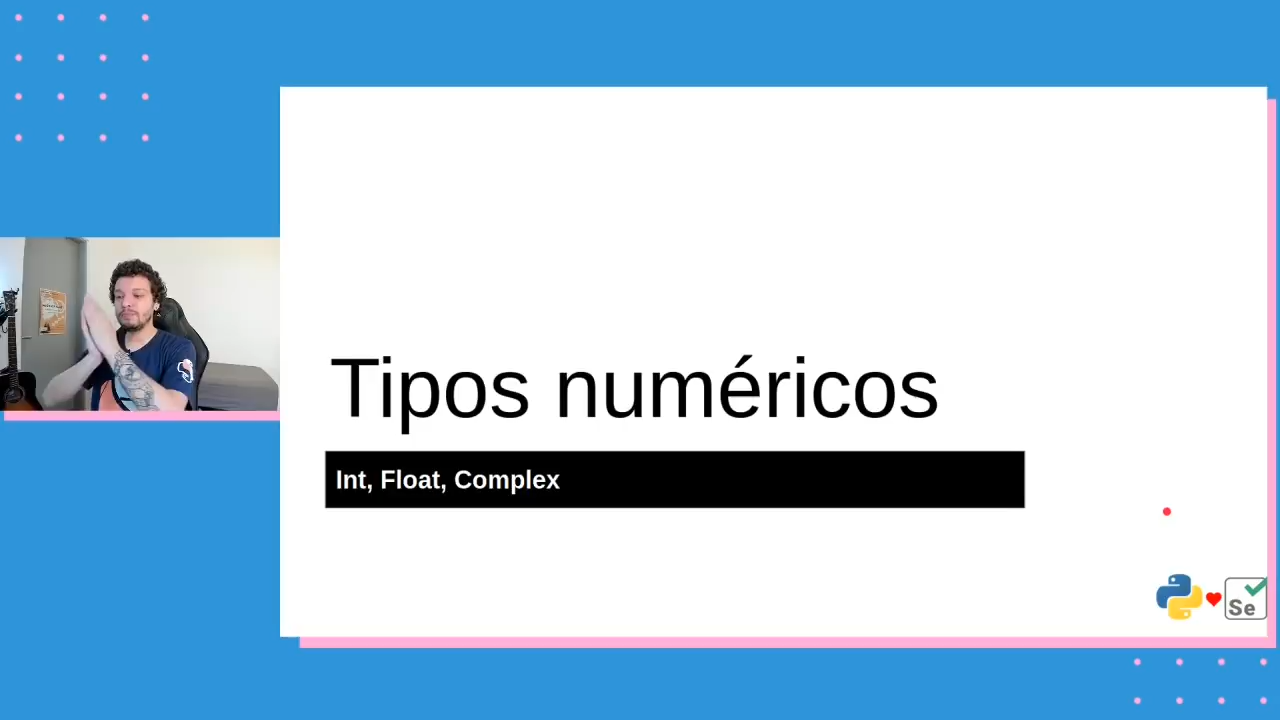 Tipos numéricos
Int, Float, Complex
Se